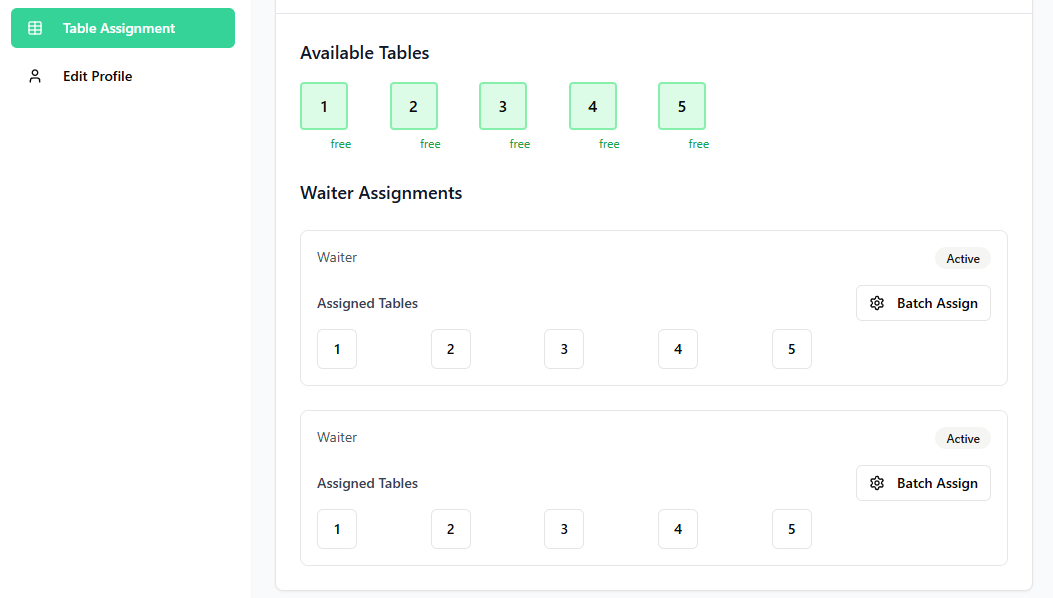 Table Assignment
Edit Profile
Available Tables
1 2 3 4 5
free free free free free
Waiter Assignments
Waiter Active
Assigned Tables Batch Assign
1 2 3 4 5
Waiter Active
Assigned Tables Batch Assign
1 2 3 4 5